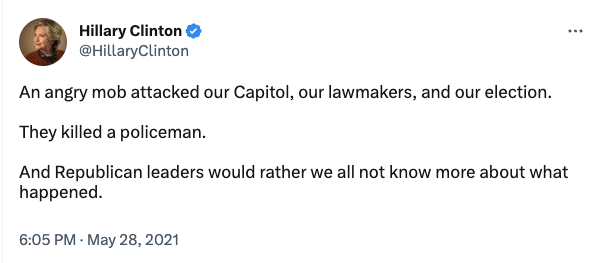 Hillary Clinton
@HillaryClinton
An angry mob attacked our Capitol, our lawmakers, and our election.
They killed a policeman.
And Republican leaders would rather we all not know more about what
happened.
6:05 PM · May 28, 2021